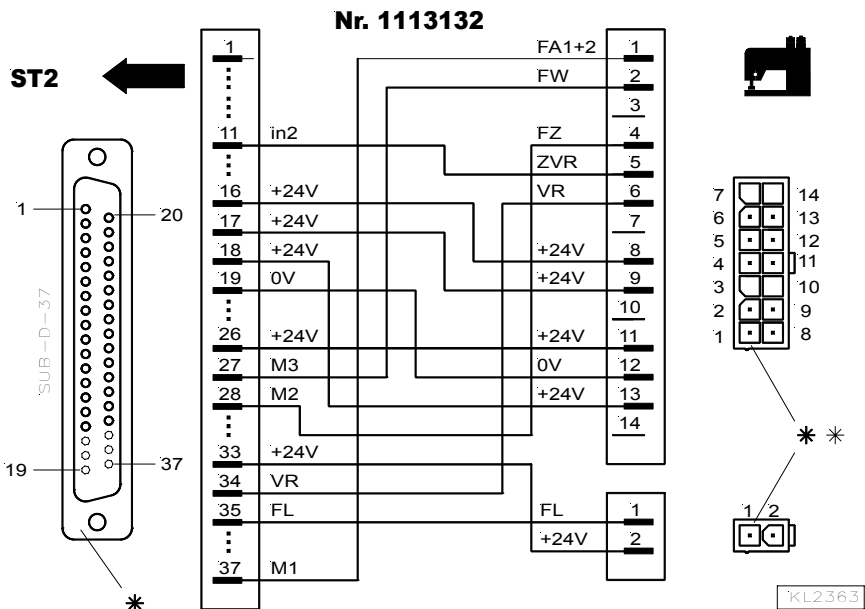 Nr. 1113132
ST2
1
11 in2
16 +24V
17 +24V
18 +24V
19 0V
26 +24V
27 M3
28 M2
33 +24V
34 VR
35 FL
37 M1
FA1+2 1
FW 2
3
FZ 4
ZVR 5
VR 6
7
+24V 8
+24V 9
10
+24V 11
0V 12
+24V 13
14
FL 1
+24V 2
1 20
SUB-D-37
19 37
*
7 14
6 13
5 12
4 11
3 10
2 9
1 8
* *
1 2
KL2363